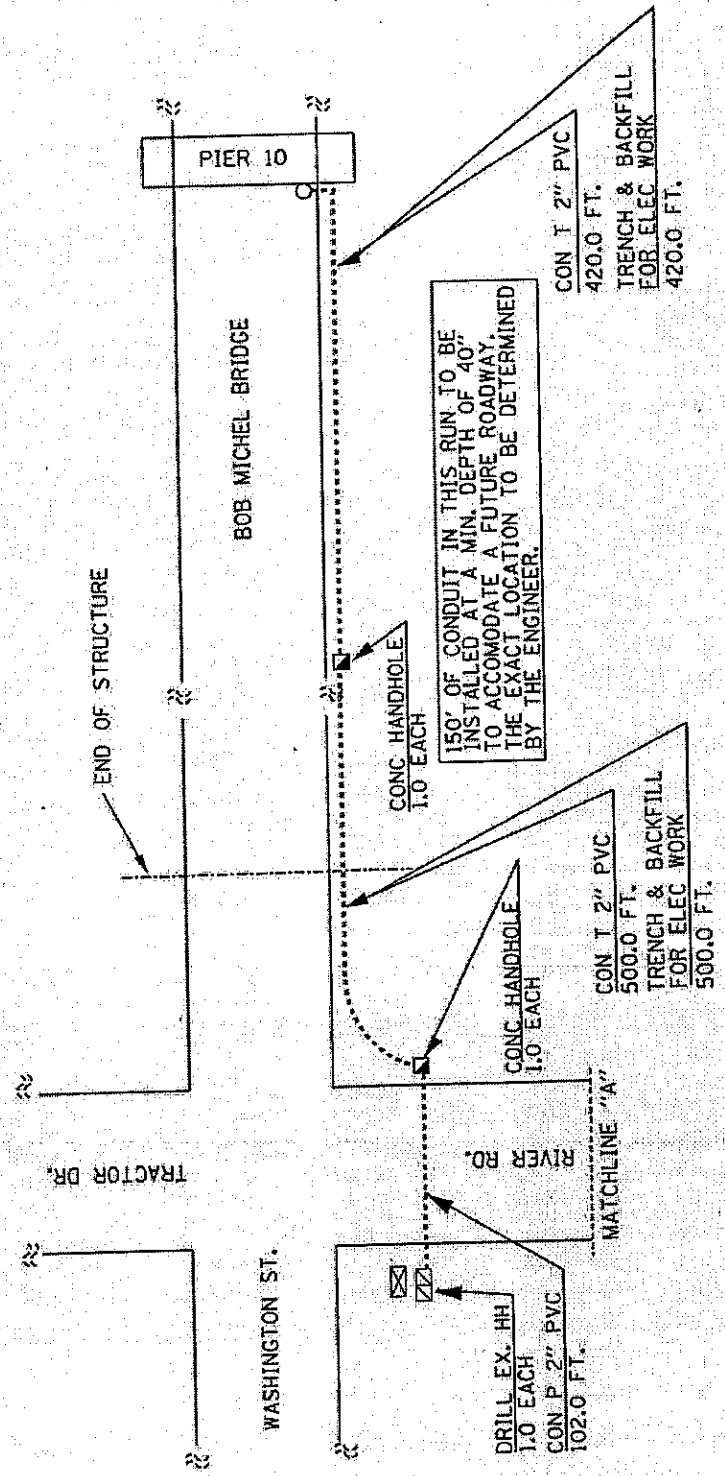 END OF STRUCTURE
PIER 10
BOB MICHEL BRIDGE
TRACTOR DR.
WASHINGTON ST.
CONC HANDHOLE
1.0 EACH
150' OF CONDUIT IN THIS RUN TO BE
INSTALLED AT A MIN. DEPTH OF 40"
TO ACCOMODATE A FUTURE ROADWAY.
THE EXACT LOCATION TO BE DETERMINED
BY THE ENGINEER.
RIVER RD.
MATCHLINE "A"
DRILL EX. HH
1.0 EACH
CON P 2" PVC
102.0 FT.
CONC HANDHOLE
1.0 EACH
CON T 2" PVC
500.0 FT.
TRENCH & BACKFILL
FOR ELEC WORK
500.0 FT.
CON T 2" PVC
420.0 FT.
TRENCH & BACKFILL
FOR ELEC WORK
420.0 FT.